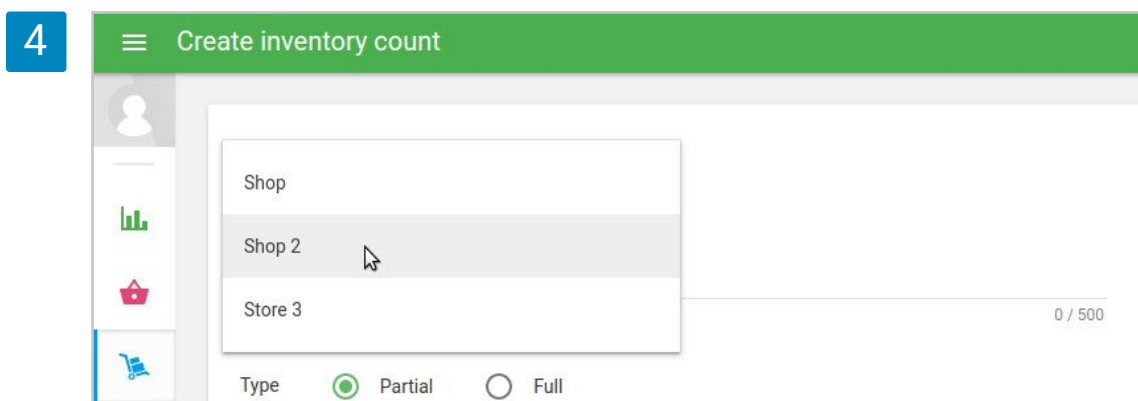 4
Create inventory count
Shop
Shop 2
Store 3
0 / 500
Type Partial Full